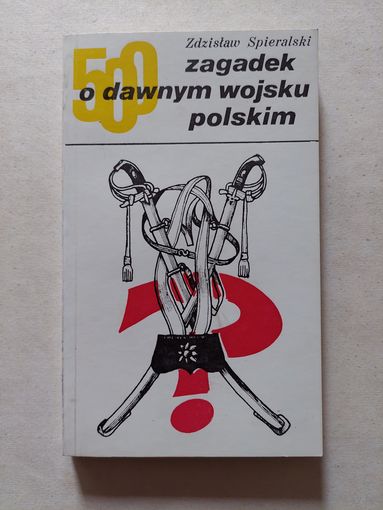 Zdzisław Spieralski
500 zagadek
o dawnym wojsku
polskim